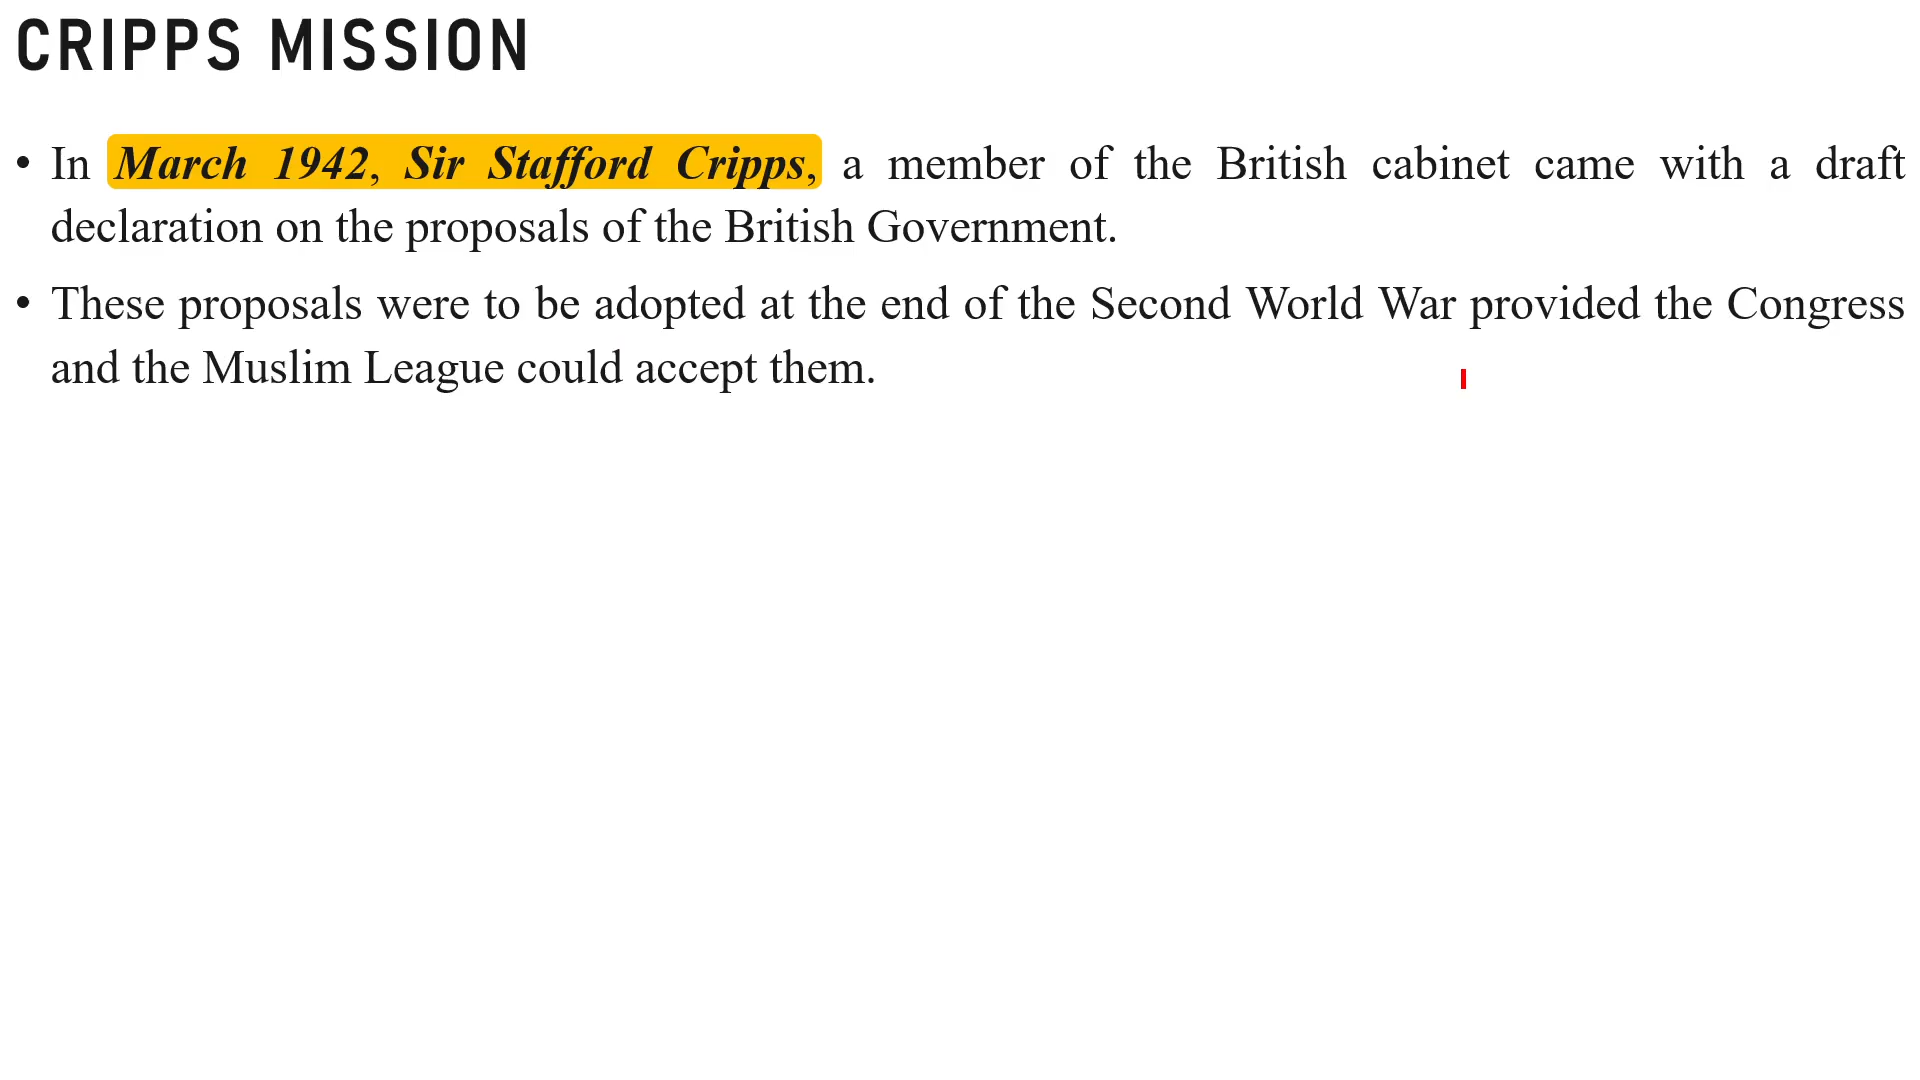 CRIPPS MISSION
• In March 1942, Sir Stafford Cripps, a member of the British cabinet came with a draft
declaration on the proposals of the British Government.
• These proposals were to be adopted at the end of the Second World War provided the Congress
and the Muslim League could accept them.